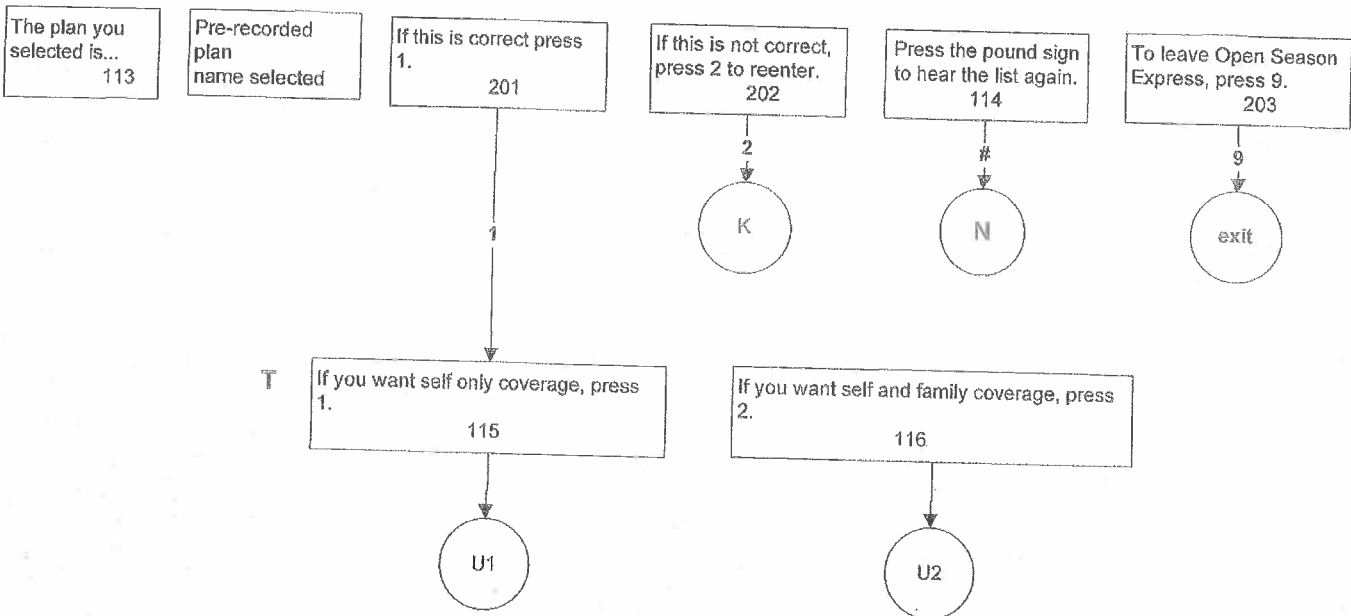 The plan you
selected is...
113
Pre-recorded
plan
name selected
If this is correct press
1.
201
If this is not correct,
press 2 to reenter.
202
Press the pound sign
to hear the list again.
114
To leave Open Season
Express, press 9.
203
1
2
#
9
K
N
exit
T
If you want self only coverage, press
1.
115
If you want self and family coverage, press
2.
116
U1
U2